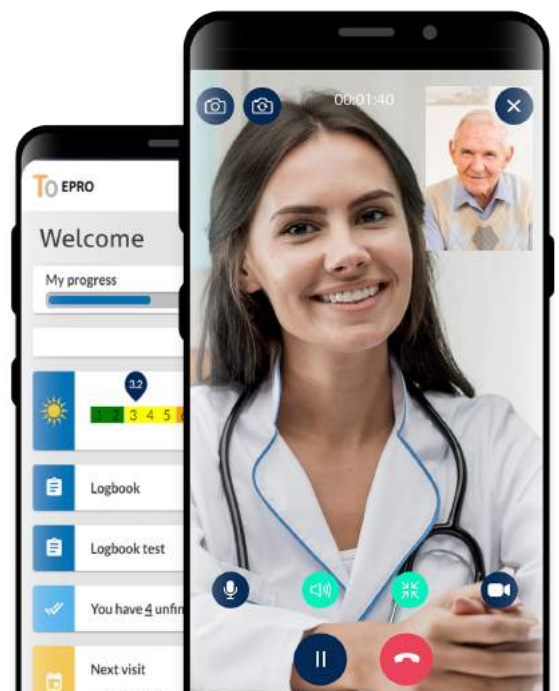 00:01:40
TO EPRO
Welcome
My progress
3.2
2 3 4 5
Logbook
Logbook test
You have 4 unfin
Next visit